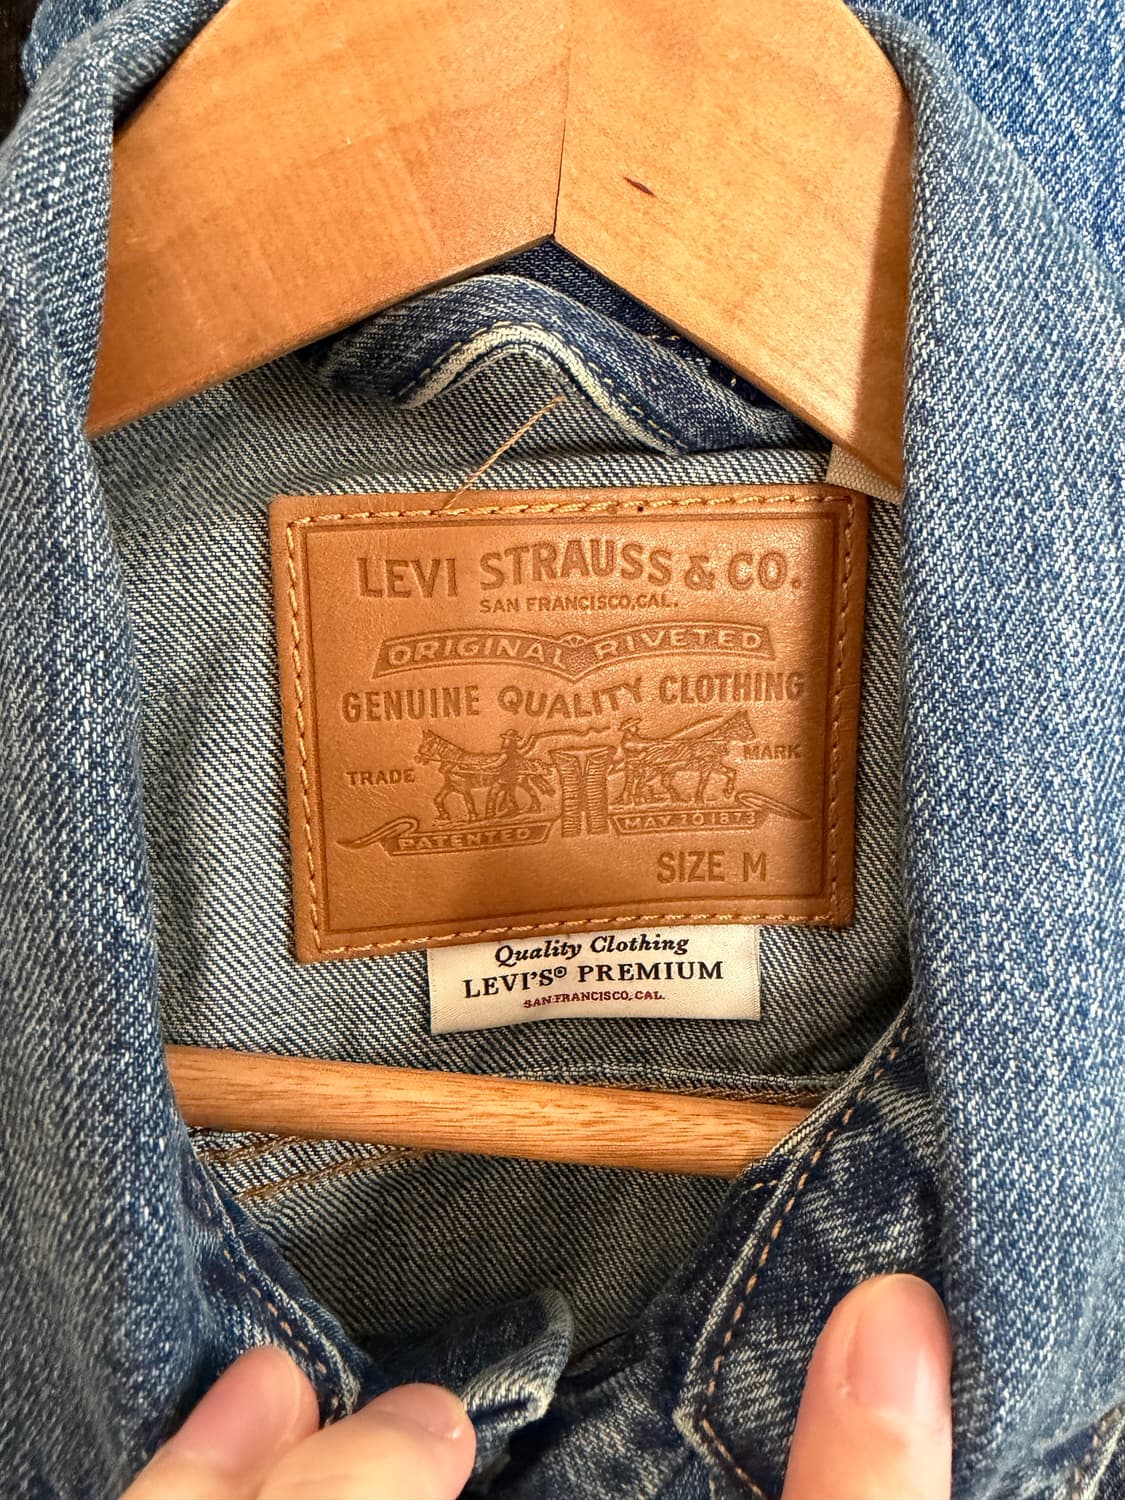 LEVI STRAUSS & CO.
SAN FRANCISCO, CAL.
ORIGINAL RIVETED
GENUINE QUALITY CLOTHING
TRADE MARK
PATENTED MAY 20 1873
SIZE M
Quality Clothing
LEVI'S® PREMIUM
SAN FRANCISCO, CAL.